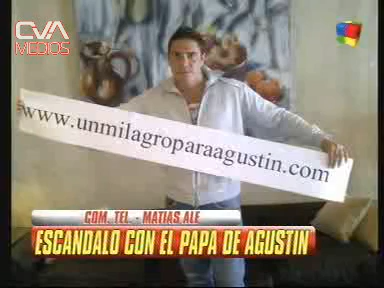 CVA
MEDIOS
www.unmilagroparaagustin.com
COM. TEL. - MATIAS ALE
ESCANDALO CON EL PAPA DE AGUSTIN